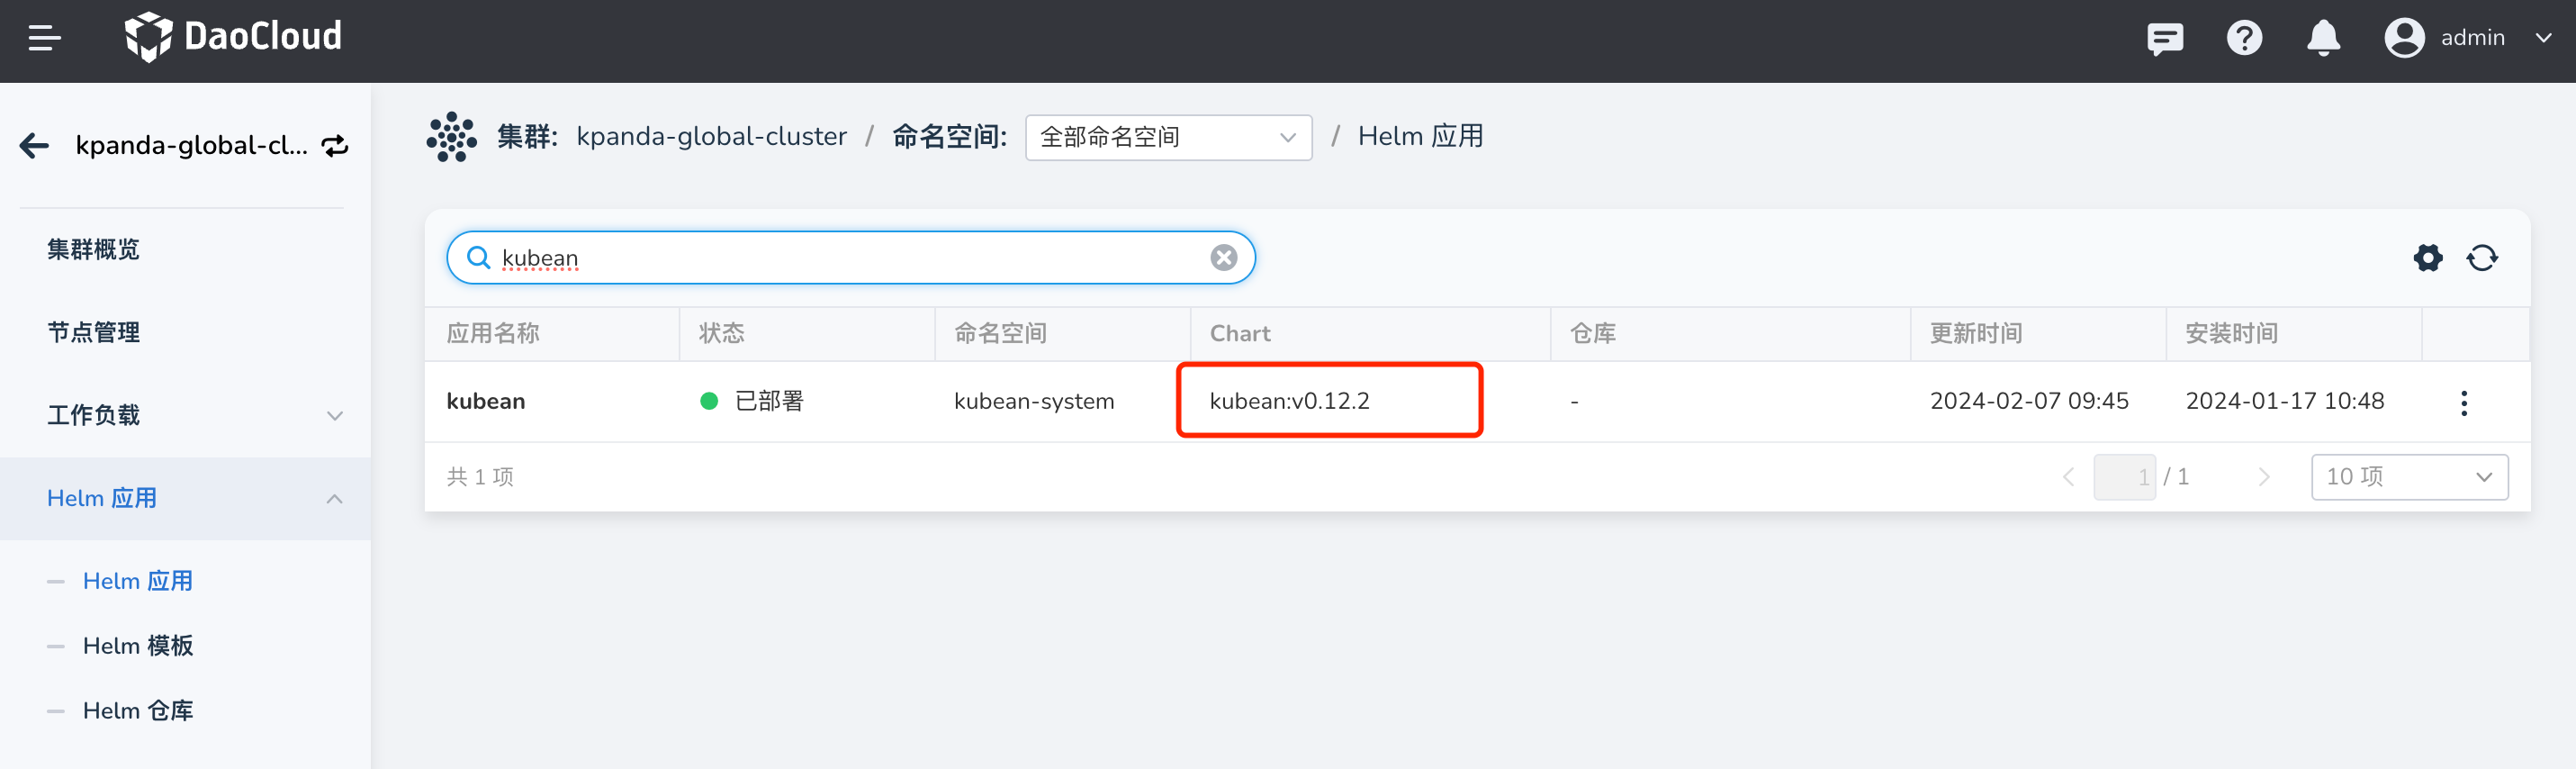 DaoCloud
admin
kpanda-global-cl...
集群: kpanda-global-cluster / 命名空间: 全部命名空间 / Helm 应用
集群概览
节点管理
工作负载
Helm 应用
Helm 应用
Helm 模板
Helm 仓库
kubean
应用名称 状态 命名空间 Chart 仓库 更新时间 安装时间
kubean 已部署 kubean-system kubean:v0.12.2 - 2024-02-07 09:45 2024-01-17 10:48
共 1 项 1 / 1 10 项